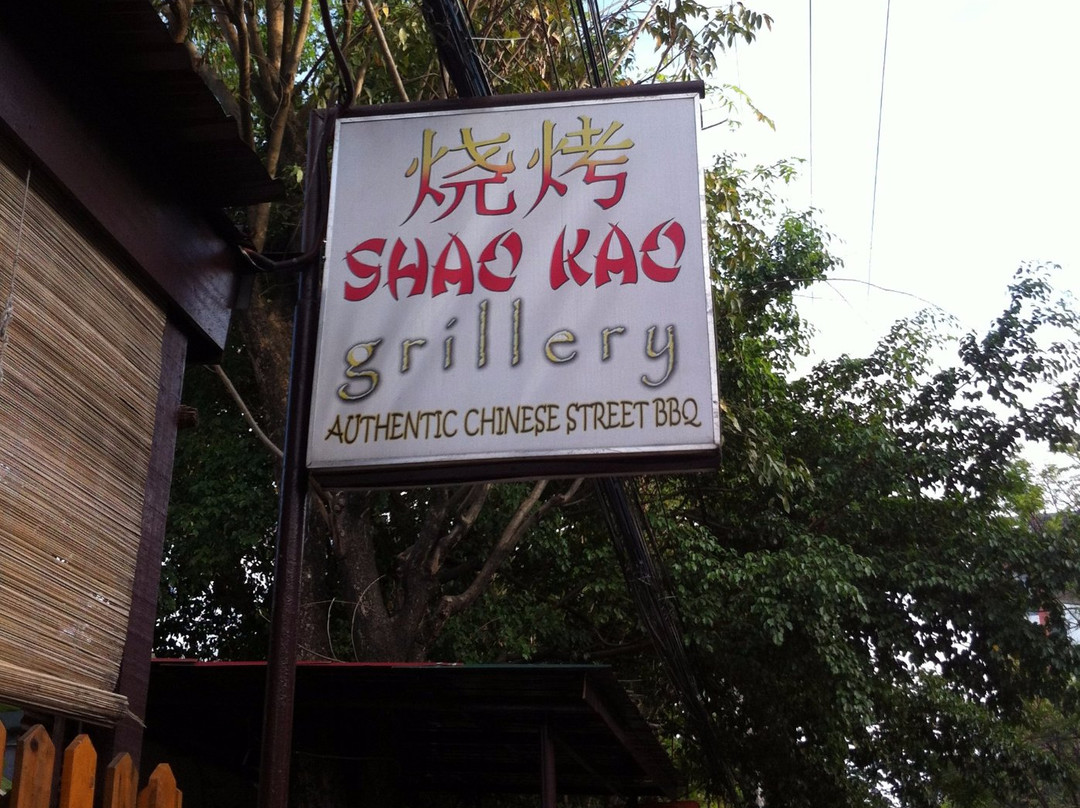 烧烤
SHAO KAO
grillery
AUTHENTIC CHINESE STREET BBQ